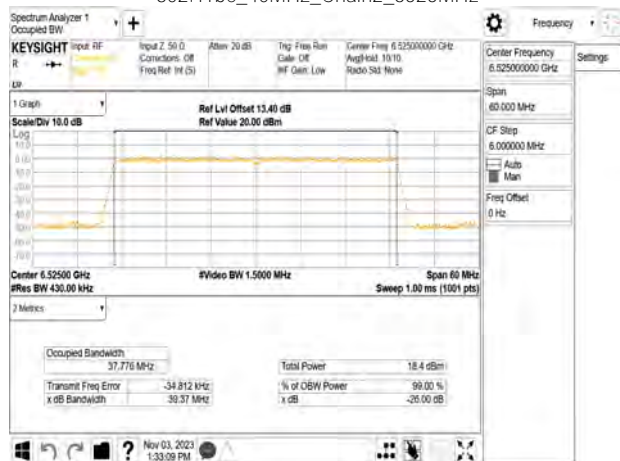 Spectrum Analyzer 1
Occupied BW
+
Frequency
KEYSIGHT
Input: RF
Input Z: 50 Ω
Corrections: Off
Freq Ref: Int (S)
Atten: 20 dB
Trig: Free Run
Gate: Off
#IF Gain: Low
Center Freq: 6.525000000 GHz
Avg|Hold: 10/10
Radio Std: None
R
Center Frequency
6.525000000 GHz
Settings
Span
60.000 MHz
CF Step
6.000000 MHz
Auto
Man
Freq Offset
0 Hz
1 Graph
Scale/Div 10.0 dB
Ref Lvl Offset 13.40 dB
Ref Value 20.00 dBm
Log
Center 6.52500 GHz
#Res BW 430.00 kHz
#Video BW 1.5000 MHz
Span 60 MHz
Sweep 1.00 ms (1001 pts)
2 Metrics
Occupied Bandwidth
37.776 MHz
Total Power
18.4 dBm
Transmit Freq Error
-34.812 kHz
% of OBW Power
99.00 %
x dB Bandwidth
39.37 MHz
x dB
-26.00 dB
?
Nov 03, 2023
1:33:09 PM